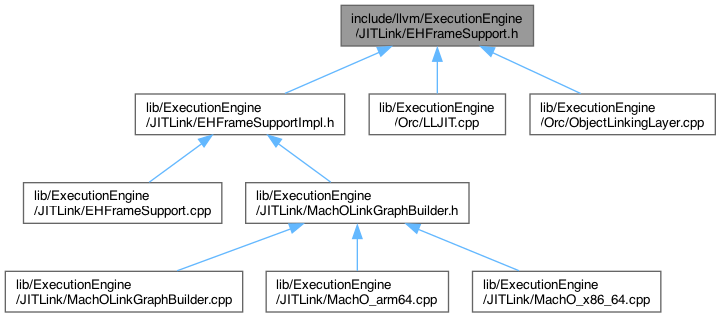 include/llvm/ExecutionEngine
/JITLink/EHFrameSupport.h
lib/ExecutionEngine
/JITLink/EHFrameSupportImpl.h
lib/ExecutionEngine
/Orc/LLJIT.cpp
lib/ExecutionEngine
/Orc/ObjectLinkingLayer.cpp
lib/ExecutionEngine
/JITLink/EHFrameSupport.cpp
lib/ExecutionEngine
/JITLink/MachOLinkGraphBuilder.h
lib/ExecutionEngine
/JITLink/MachOLinkGraphBuilder.cpp
lib/ExecutionEngine
/JITLink/MachO_arm64.cpp
lib/ExecutionEngine
/JITLink/MachO_x86_64.cpp